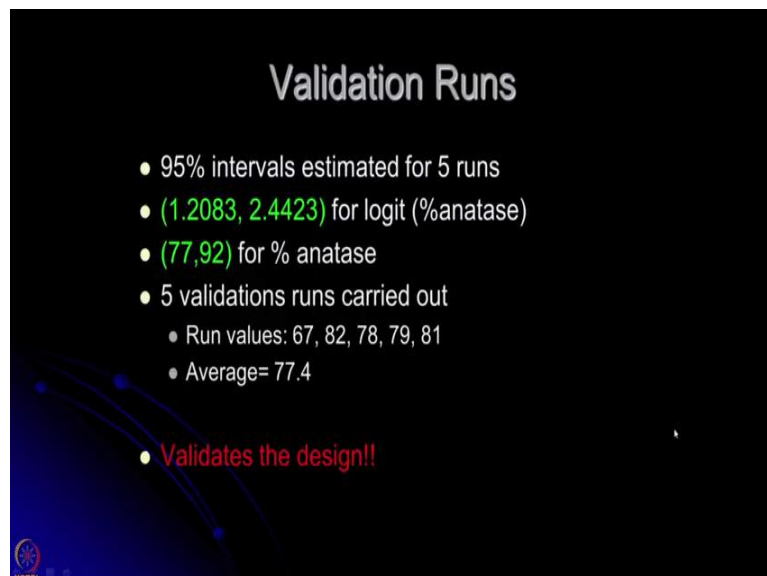 Validation Runs
95% intervals estimated for 5 runs
(1.2083, 2.4423) for logit (%anatase)
(77,92) for % anatase
5 validations runs carried out
Run values: 67, 82, 78, 79, 81
Average= 77.4
Validates the design!!